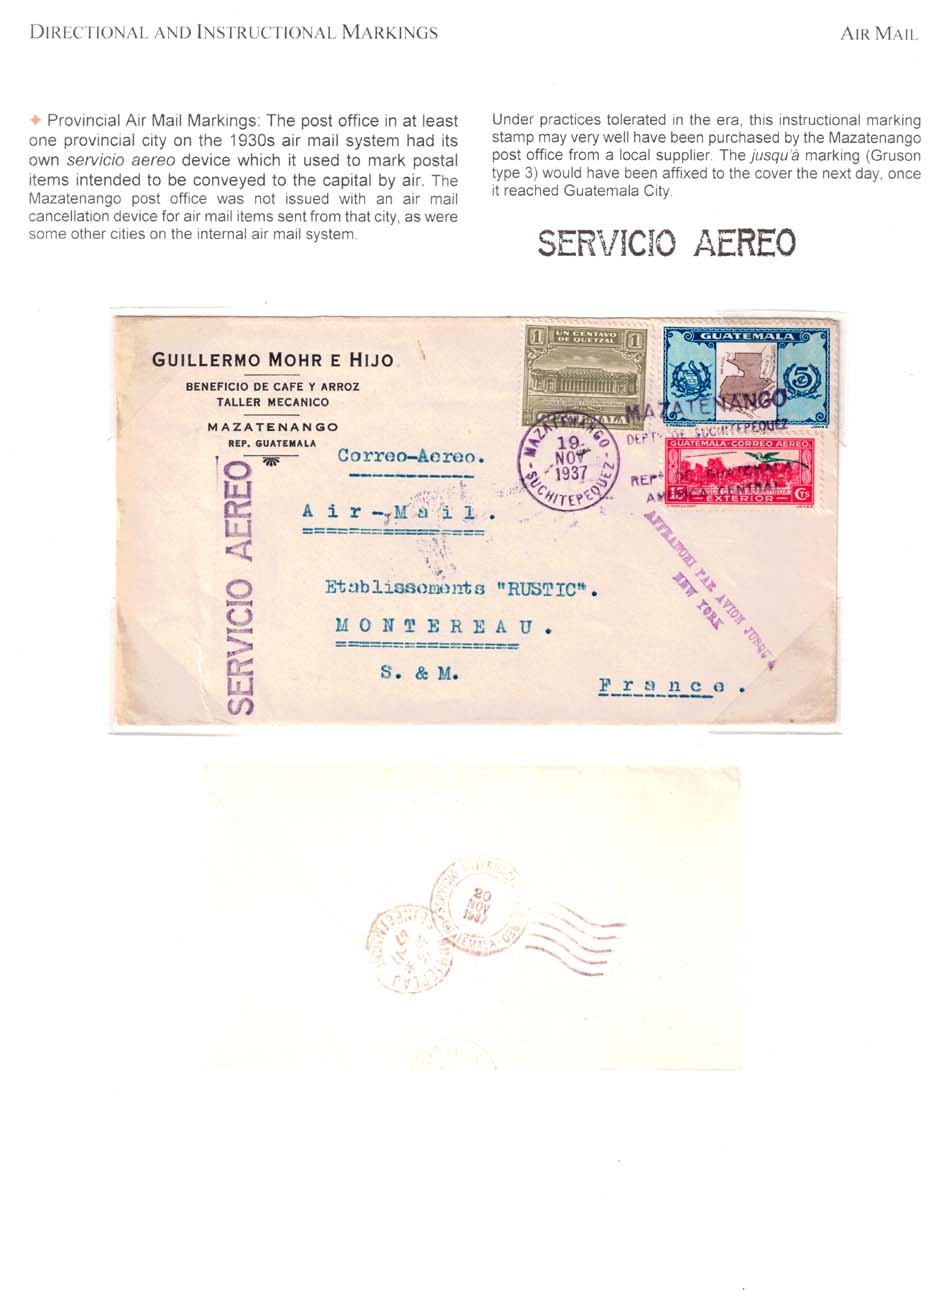 DIRECTIONAL AND INSTRUCTIONAL MARKINGS
AIR MAIL
Provincial Air Mail Markings: The post office in at least
one provincial city on the 1930s air mail system had its
own servicio aereo device which it used to mark postal
items intended to be conveyed to the capital by air. The
Mazatenango post office was not issued with an air mail
cancellation device for air mail items sent from that city, as were
some other cities on the internal air mail system.
Under practices tolerated in the era, this instructional marking
stamp may very well have been purchased by the Mazatenango
post office from a local supplier. The jusqu'à marking (Gruson
type 3) would have been affixed to the cover the next day, once
it reached Guatemala City.
SERVICIO AEREO
GUILLERMO MOHR E HIJO
BENEFICIO DE CAFE Y ARROZ
TALLER MECANICO
MAZATENANGO
REP. GUATEMALA
1 UN CENTAVO DE QUETZAL 1
GUATEMALA
GUATEMALA
5
MAZATENANGO
19
NOV
1937
-SUCHITEPEQUEZ-
MAZATENANGO
DEPTO DE SUCHITEPEQUEZ
REP. DE GUATEMALA
AMERICA CENTRAL
GUATEMALA-CORREO AEREO.
15 Cts
EXTERIOR
Correo-Aereo.
Air-Mail.
SERVICIO AEREO
AFFRANCHI PAR AVION JUSQU'A
NEW YORK
Etablissements "RUSTIC".
MONTEREAU.
S. & M.
France.
20
NOV
1937